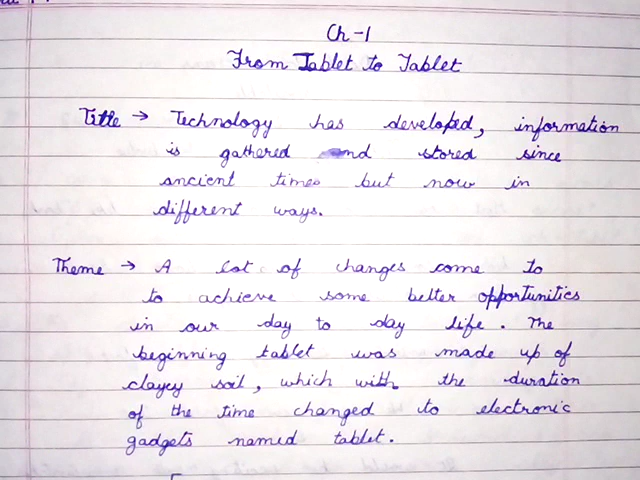 Ch-1
From Tablet to Tablet
Title → Technology has developed, information
is gathered and stored since
ancient times but now in
different ways.
Theme → A lot of changes come to
to achieve some better opportunities
in our day to day life. The
beginning tablet was made up of
clayey soil, which with the duration
of the time changed to electronic
gadgets named tablet.